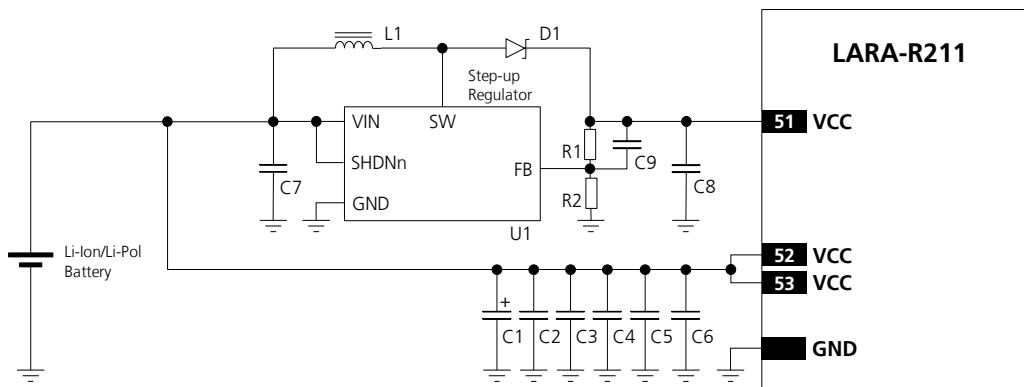 L1
D1
LARA-R211
Step-up
Regulator
VIN
SW
51 VCC
R1
C9
SHDNn
FB
C7
C8
GND
R2
U1
Li-Ion/Li-Pol
Battery
52 VCC
53 VCC
+
C1
C2
C3
C4
C5
C6
GND